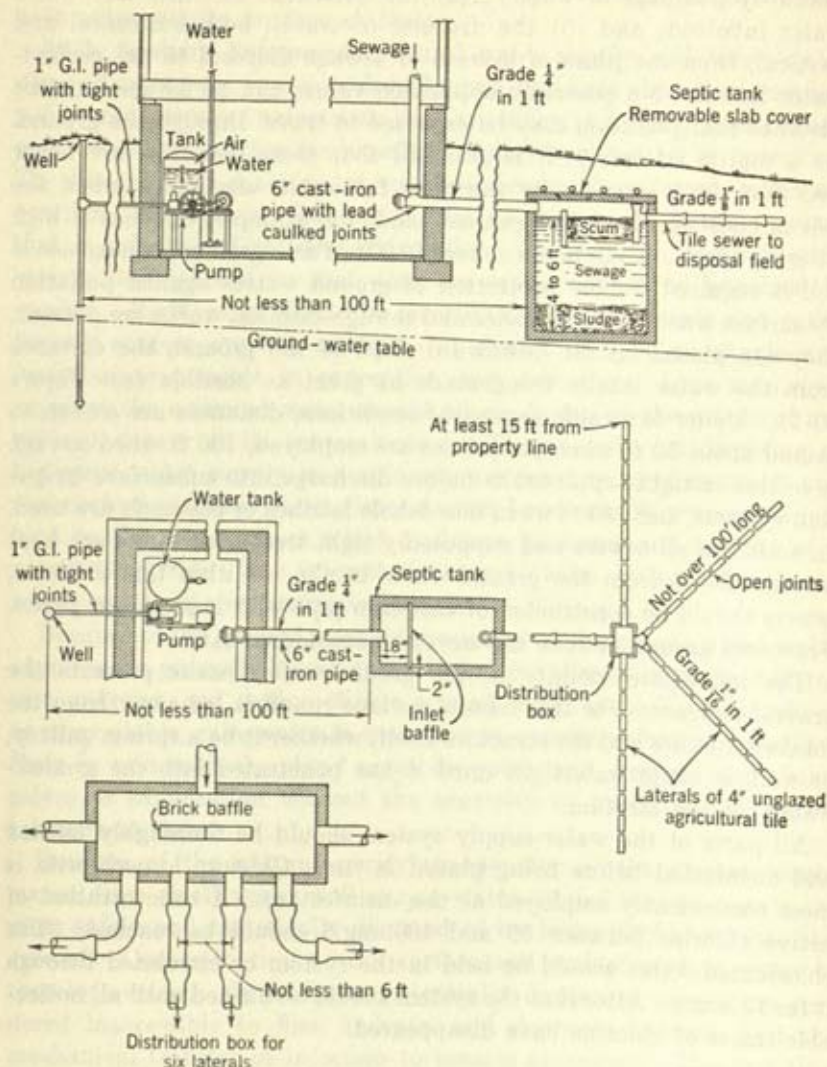 Water
Sewage
1" G.I. pipe
with tight
joints
Grade 1/4"
in 1 ft
Septic tank
Removable slab cover
Well
Tank
Air
Water
6" cast-iron
pipe with lead
caulked joints
Grade 1/8" in 1 ft
Scum
Tile sewer to
disposal field
Pump
4 to 6 ft
Sewage
Not less than 100 ft
Sludge
Ground-water table
At least 15 ft from
property line
Water tank
1" G.I. pipe
with tight
joints
Grade 1/4"
in 1 ft
Septic tank
Not over 100 long
Open joints
Well
Pump
6" cast-
iron pipe
18"
2"
Inlet
baffle
Distribution
box
Grade 1/16" in 1 ft
Not less than 100 ft
Laterals of 4" unglazed
agricultural tile
Brick baffle
Not less than 6 ft
Distribution box for
six laterals